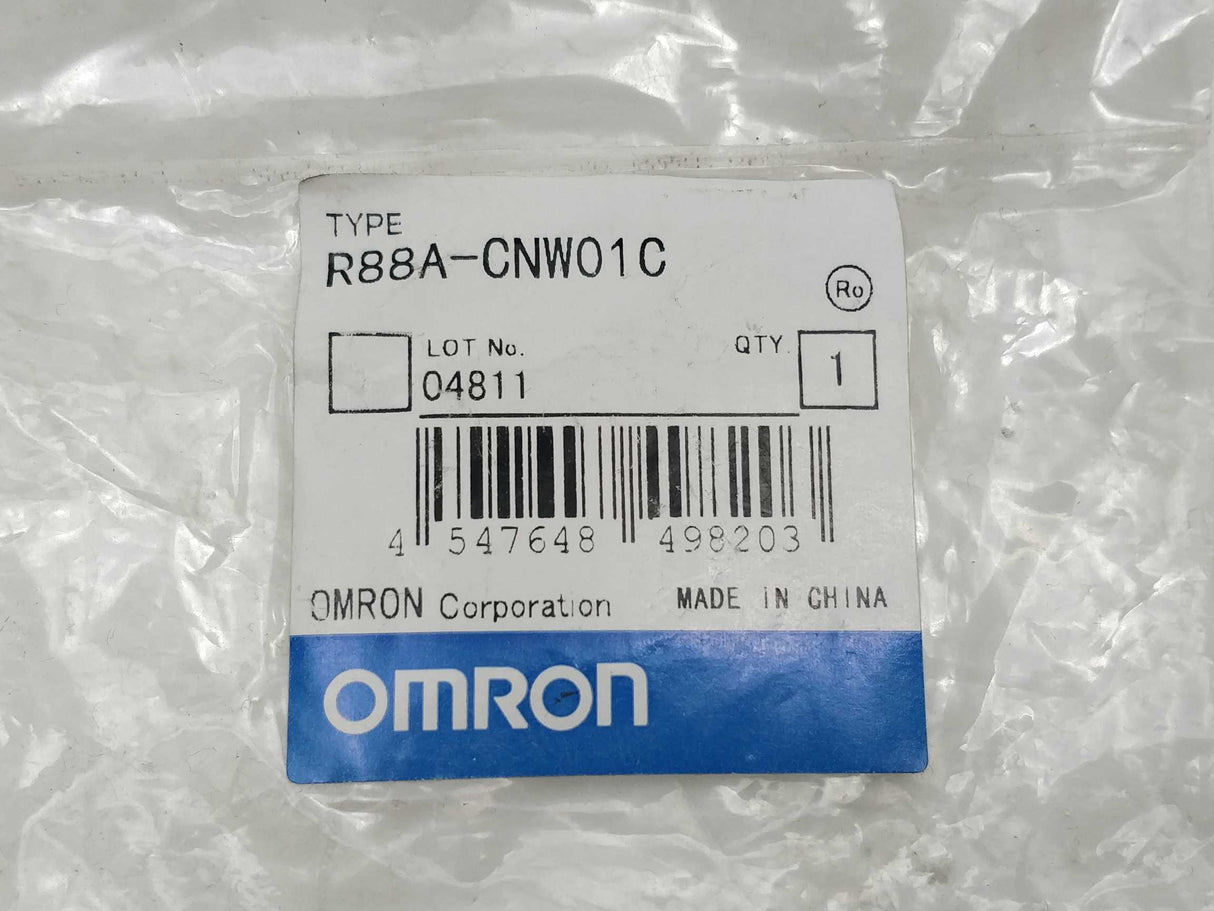 TYPE
R88A-CNW01C
Ro
LOT No. QTY.
04811 1
4 547648 498203
OMRON Corporation MADE IN CHINA
OMRON